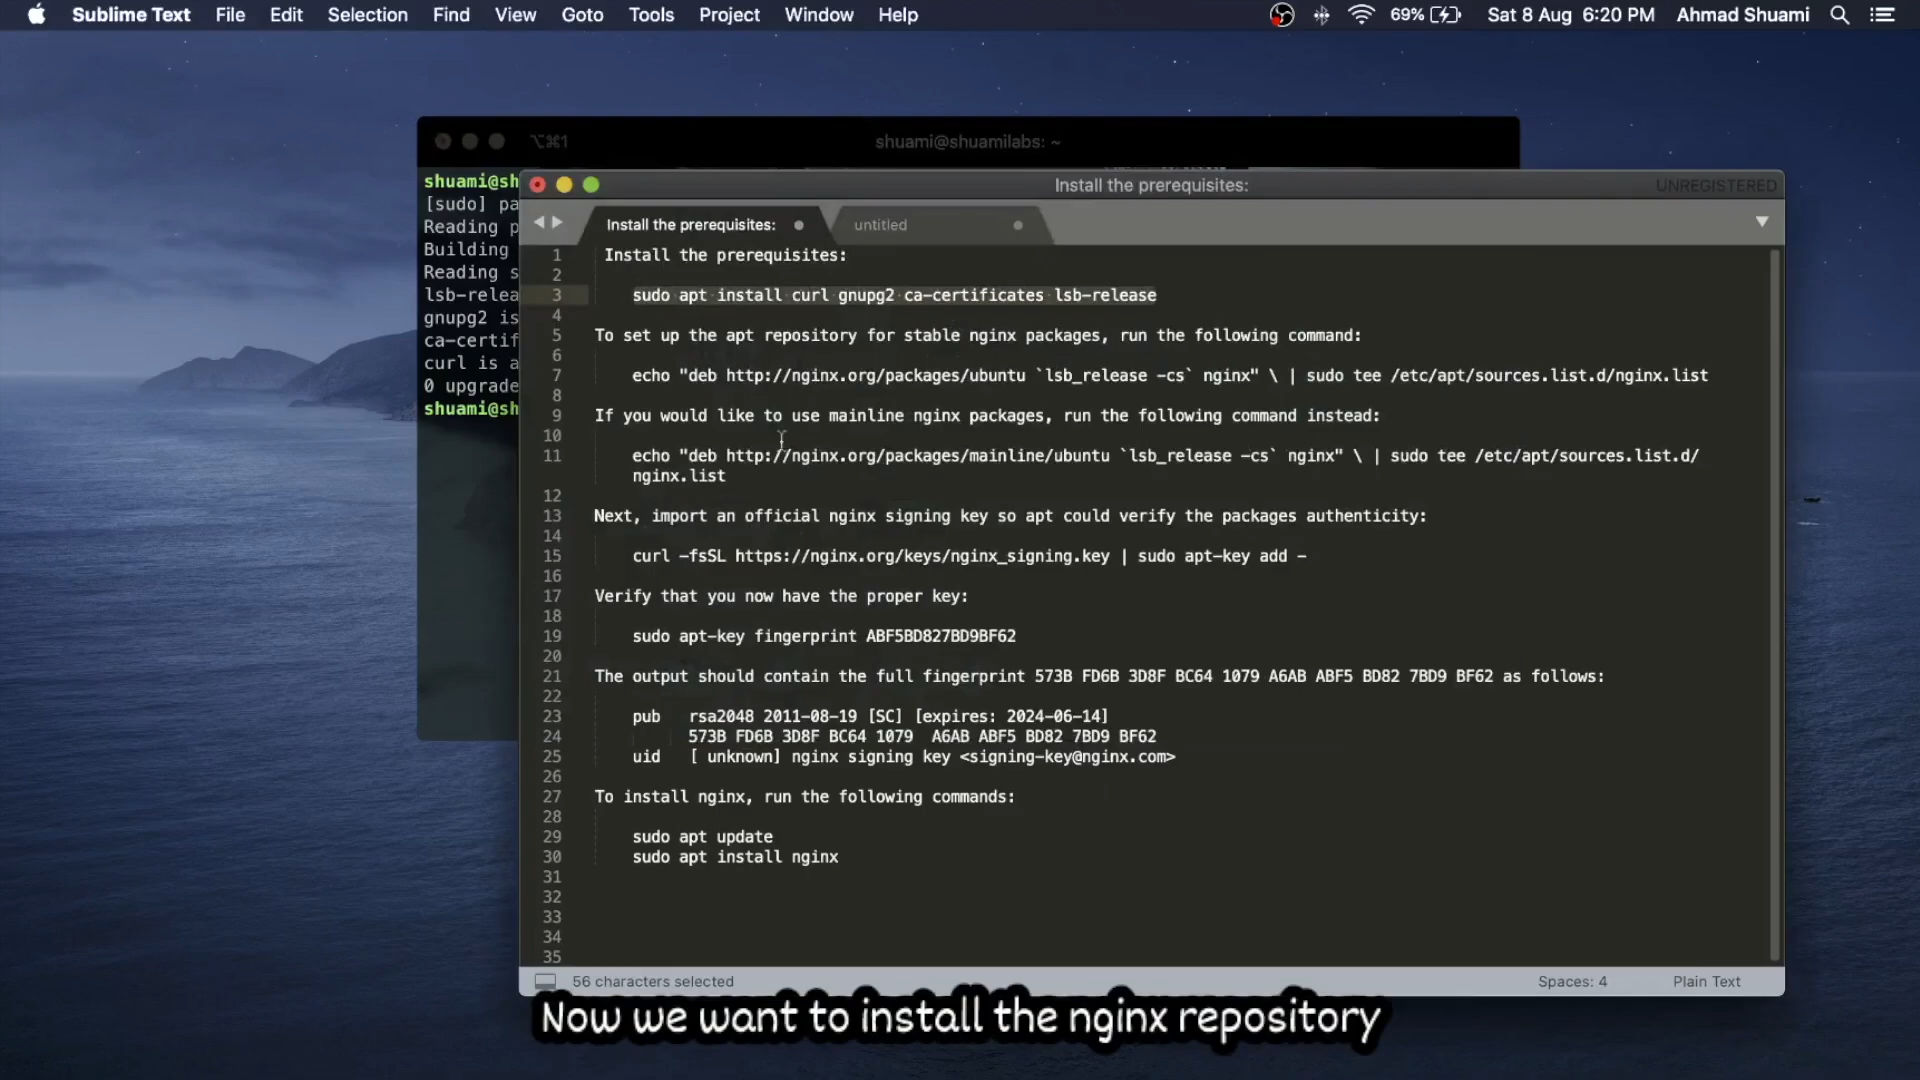 Sublime Text File Edit Selection Find View Goto Tools Project Window Help 69% Sat 8 Aug 6:20 PM Ahmad Shuami
⌥⌘1 shuami@shuamilabs: ~
shuami@sh
[sudo] pa
Reading p
Building
Reading s
lsb-relea
gnupg2 is
ca-certif
curl is a
0 upgrade
shuami@sh
Install the prerequisites: UNREGISTERED
Install the prerequisites: untitled
1 Install the prerequisites:
2
3 sudo apt install curl gnupg2 ca-certificates lsb-release
4
5 To set up the apt repository for stable nginx packages, run the following command:
6
7 echo "deb http://nginx.org/packages/ubuntu `lsb_release -cs` nginx" \ | sudo tee /etc/apt/sources.list.d/nginx.list
8
9 If you would like to use mainline nginx packages, run the following command instead:
10
11 echo "deb http://nginx.org/packages/mainline/ubuntu `lsb_release -cs` nginx" \ | sudo tee /etc/apt/sources.list.d/
nginx.list
12
13 Next, import an official nginx signing key so apt could verify the packages authenticity:
14
15 curl -fsSL https://nginx.org/keys/nginx_signing.key | sudo apt-key add -
16
17 Verify that you now have the proper key:
18
19 sudo apt-key fingerprint ABF5BD827BD9BF62
20
21 The output should contain the full fingerprint 573B FD6B 3D8F BC64 1079 A6AB ABF5 BD82 7BD9 BF62 as follows:
22
23 pub rsa2048 2011-08-19 [SC] [expires: 2024-06-14]
24 573B FD6B 3D8F BC64 1079 A6AB ABF5 BD82 7BD9 BF62
25 uid [ unknown] nginx signing key <signing-key@nginx.com>
26
27 To install nginx, run the following commands:
28
29 sudo apt update
30 sudo apt install nginx
31
32
33
34
35
56 characters selected Spaces: 4 Plain Text
Now we want to install the nginx repository